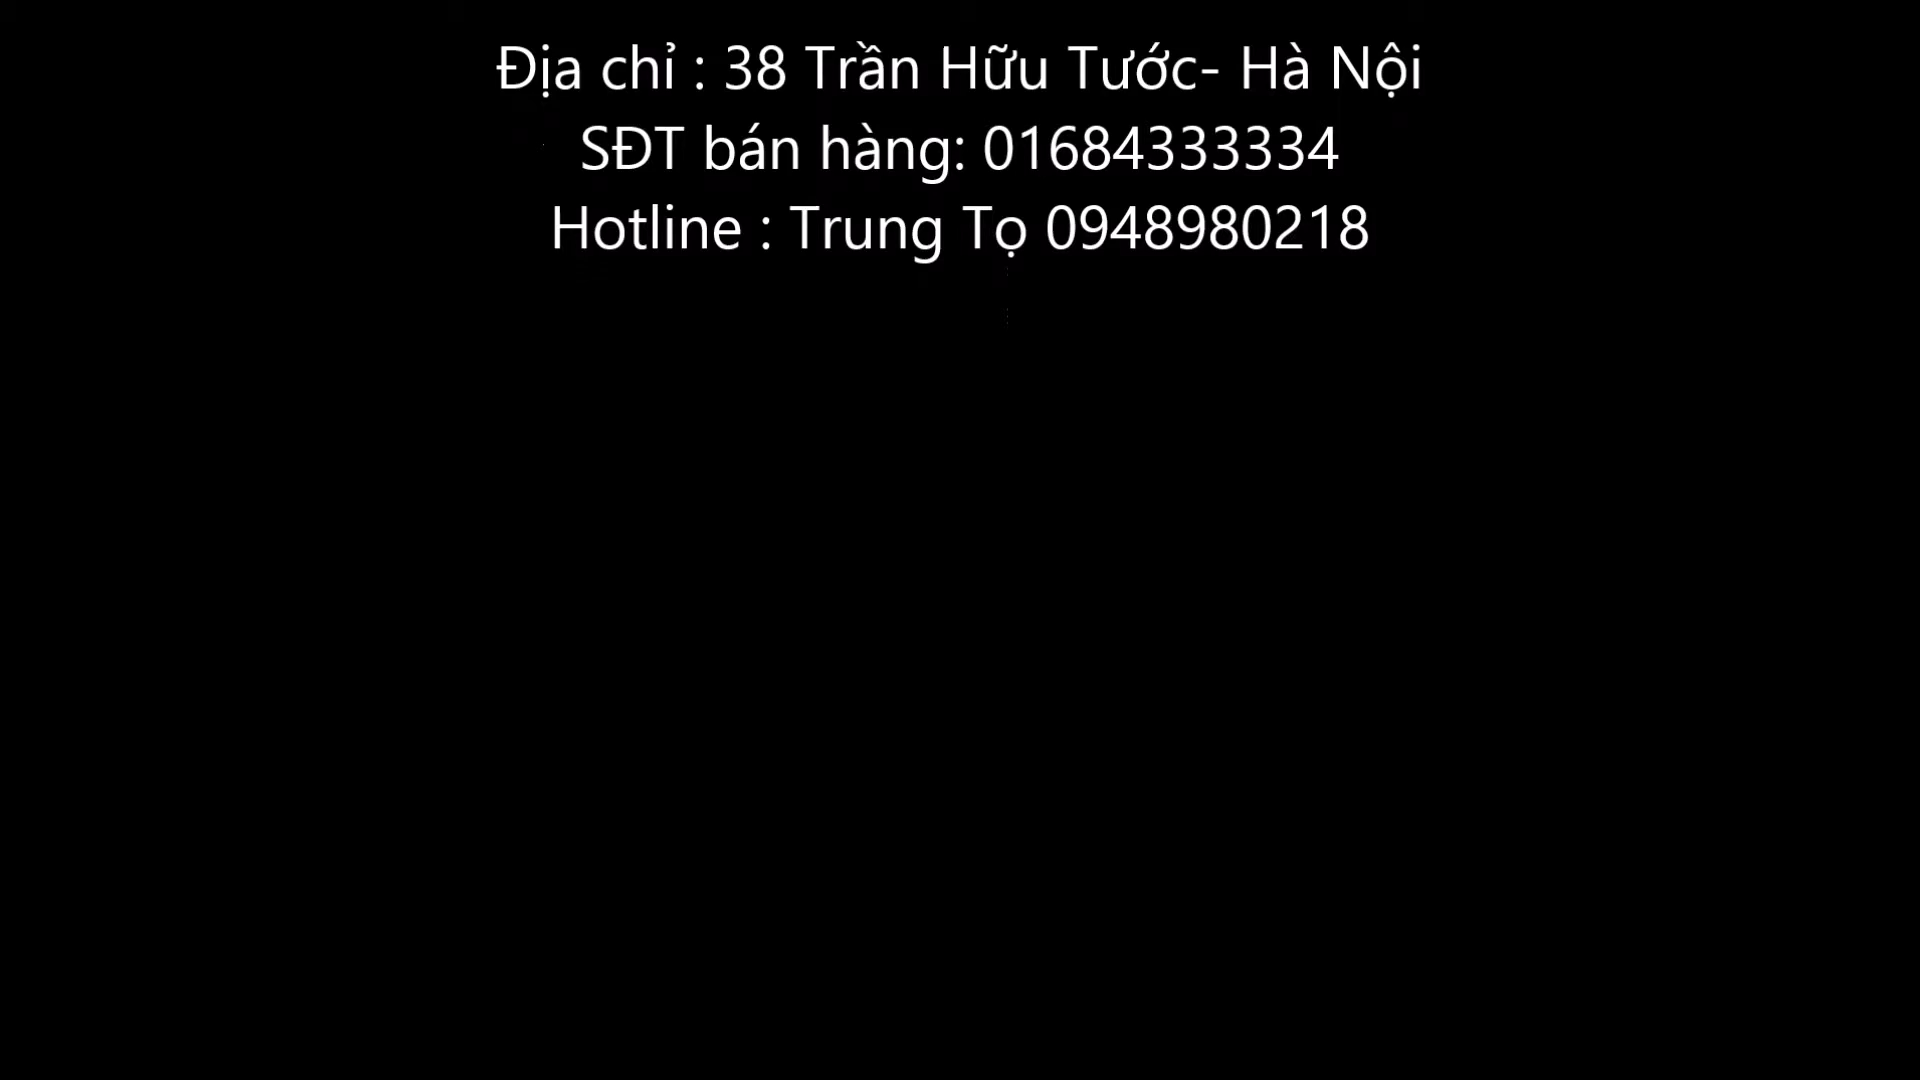 Địa chỉ : 38 Trần Hữu Tước- Hà Nội
SĐT bán hàng: 01684333334
Hotline : Trung Tọ 0948980218